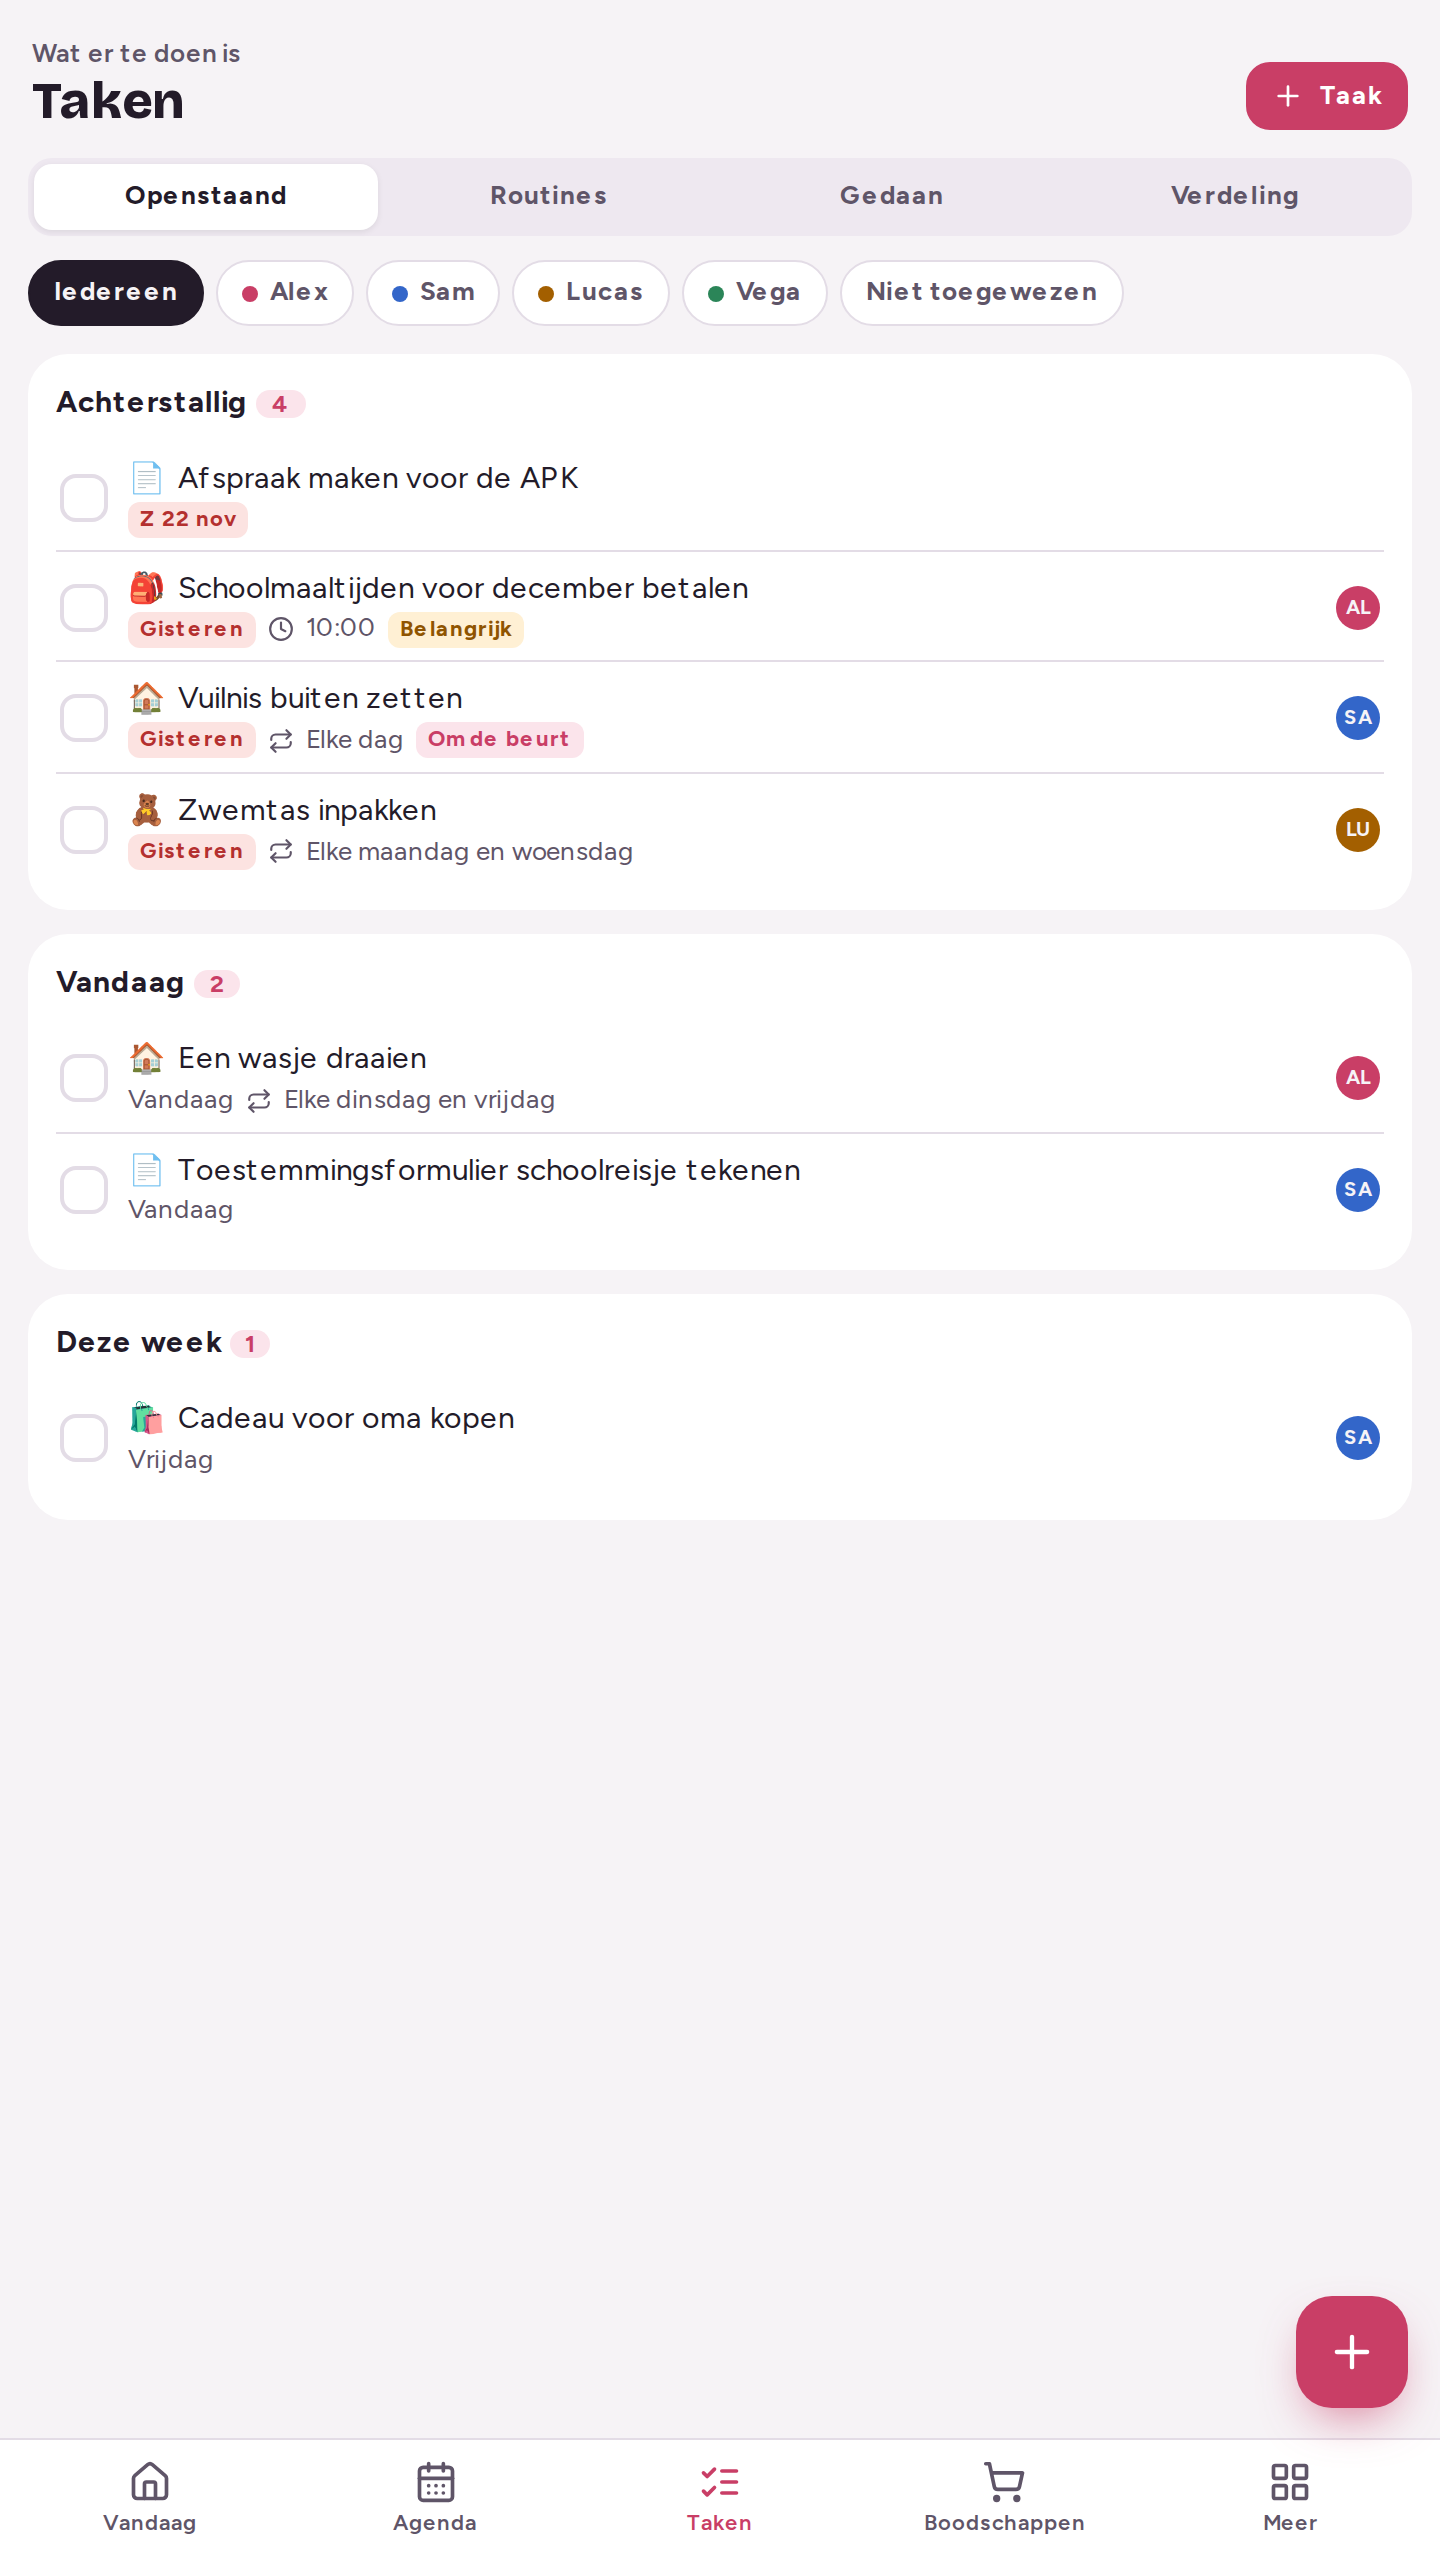 Wat er te doen is
Taken
Taak
Openstaand Routines Gedaan Verdeling
Iedereen Alex Sam Lucas Vega Niet toegewezen
Achterstallig 4
Afspraak maken voor de APK
Z 22 nov
Schoolmaaltijden voor december betalen
Gisteren 10:00 Belangrijk
AL
Vuilnis buiten zetten
Gisteren Elke dag Om de beurt
SA
Zwemtas inpakken
Gisteren Elke maandag en woensdag
LU
Vandaag 2
Een wasje draaien
Vandaag Elke dinsdag en vrijdag
AL
Toestemmingsformulier schoolreisje tekenen
Vandaag
SA
Deze week 1
Cadeau voor oma kopen
Vrijdag
SA
Vandaag Agenda Taken Boodschappen Meer